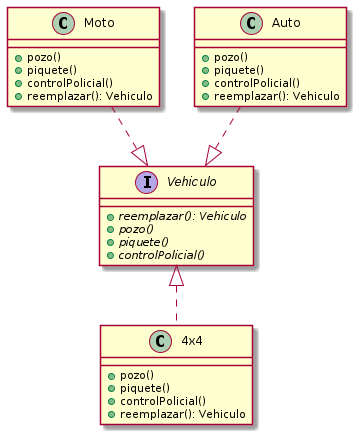 C Moto
pozo()
piquete()
controlPolicial()
reemplazar(): Vehiculo
C Auto
pozo()
piquete()
controlPolicial()
reemplazar(): Vehiculo
I Vehiculo
reemplazar(): Vehiculo
pozo()
piquete()
controlPolicial()
C 4x4
pozo()
piquete()
controlPolicial()
reemplazar(): Vehiculo